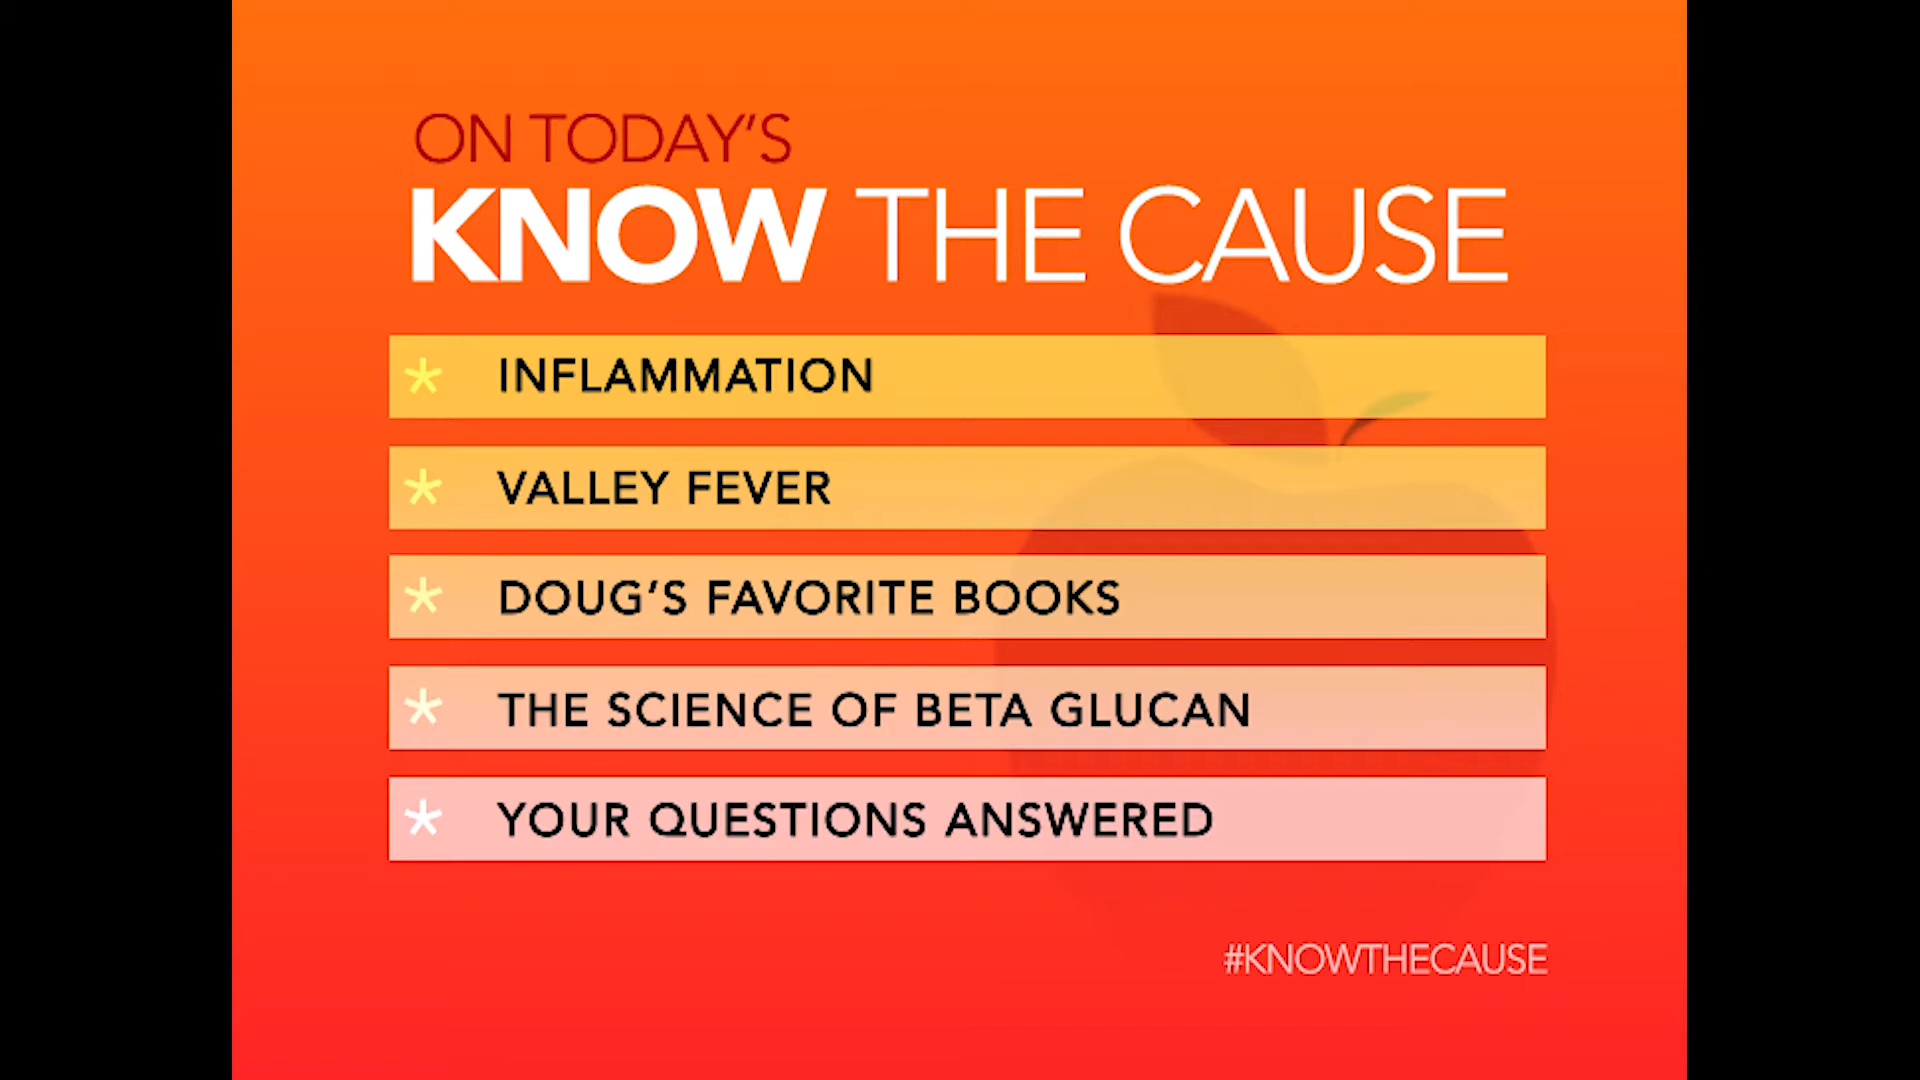 ON TODAY'S
KNOW THE CAUSE
* INFLAMMATION
* VALLEY FEVER
* DOUG'S FAVORITE BOOKS
* THE SCIENCE OF BETA GLUCAN
* YOUR QUESTIONS ANSWERED
#KNOWTHECAUSE